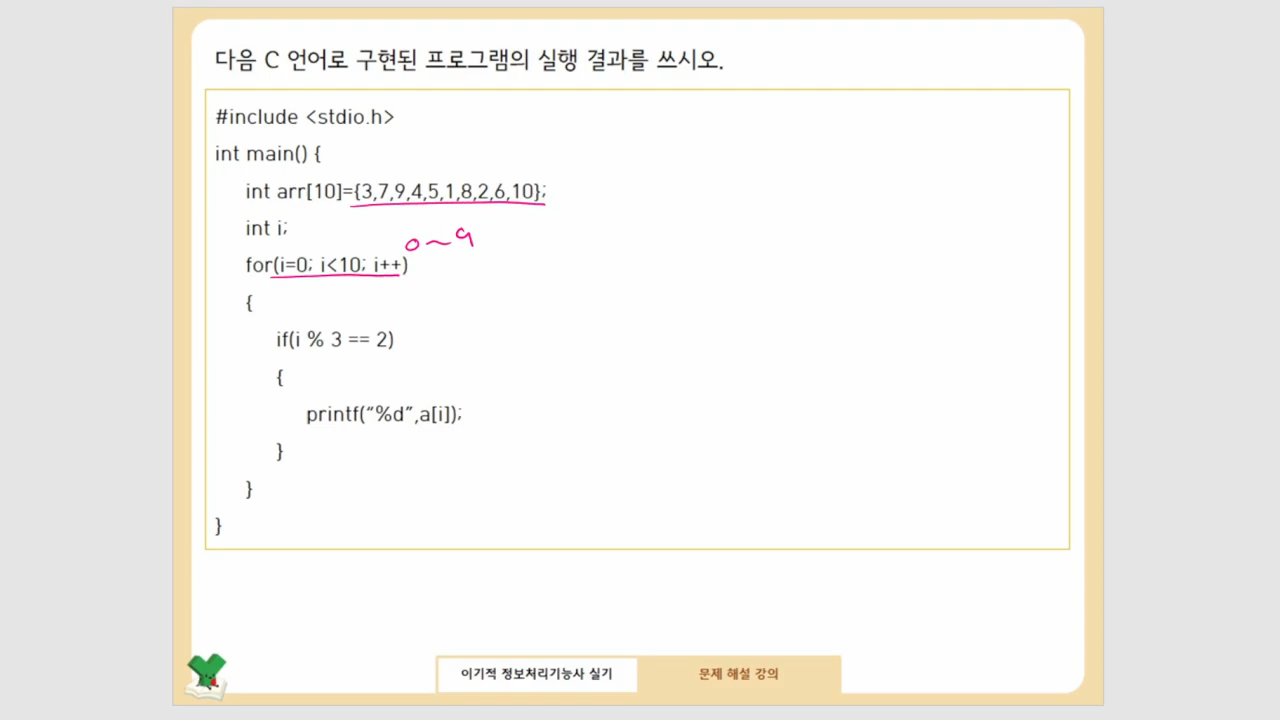 다음 C 언어로 구현된 프로그램의 실행 결과를 쓰시오.
#include <stdio.h>
int main() {
int arr[10]={3,7,9,4,5,1,8,2,6,10};
int i;
0~9
for(i=0; i<10; i++)
{
if(i % 3 == 2)
{
printf(“%d”,a[i]);
}
}
}
이기적 정보처리기능사 실기
문제 해설 강의